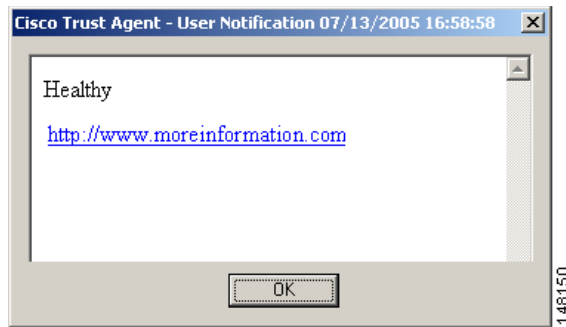 Cisco Trust Agent - User Notification 07/13/2005 16:58:58
Healthy
http://www.moreinformation.com
OK
148150